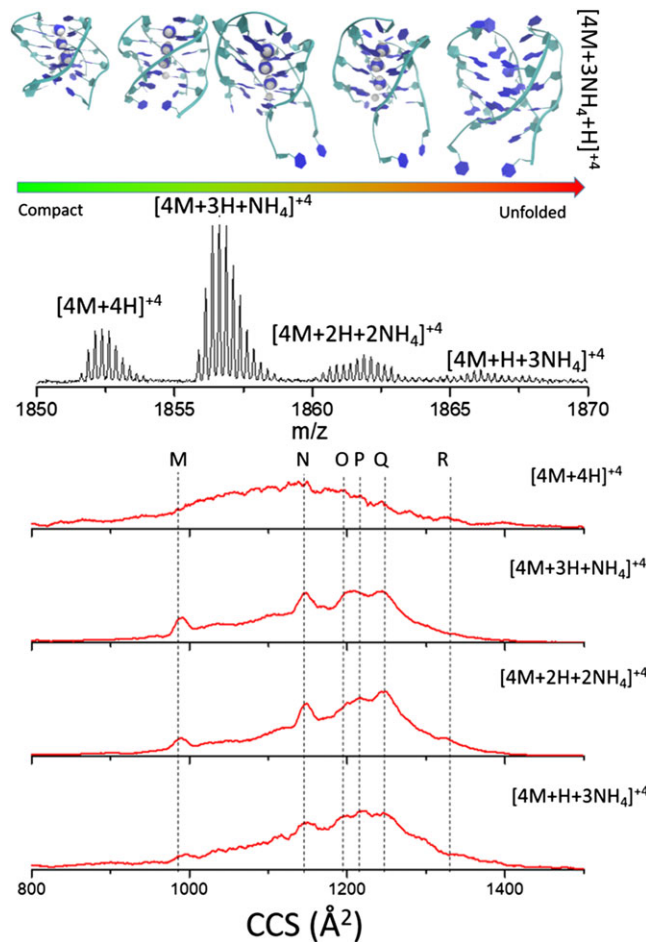 [4M+3NH₄+H]⁺⁴
Compact
Unfolded
[4M+3H+NH₄]⁺⁴
[4M+4H]⁺⁴
[4M+2H+2NH₄]⁺⁴
[4M+H+3NH₄]⁺⁴
1850 1855 1860 1865 1870
m/z
M N O P Q R
[4M+4H]⁺⁴
[4M+3H+NH₄]⁺⁴
[4M+2H+2NH₄]⁺⁴
[4M+H+3NH₄]⁺⁴
800 1000 1200 1400
CCS (Å²)